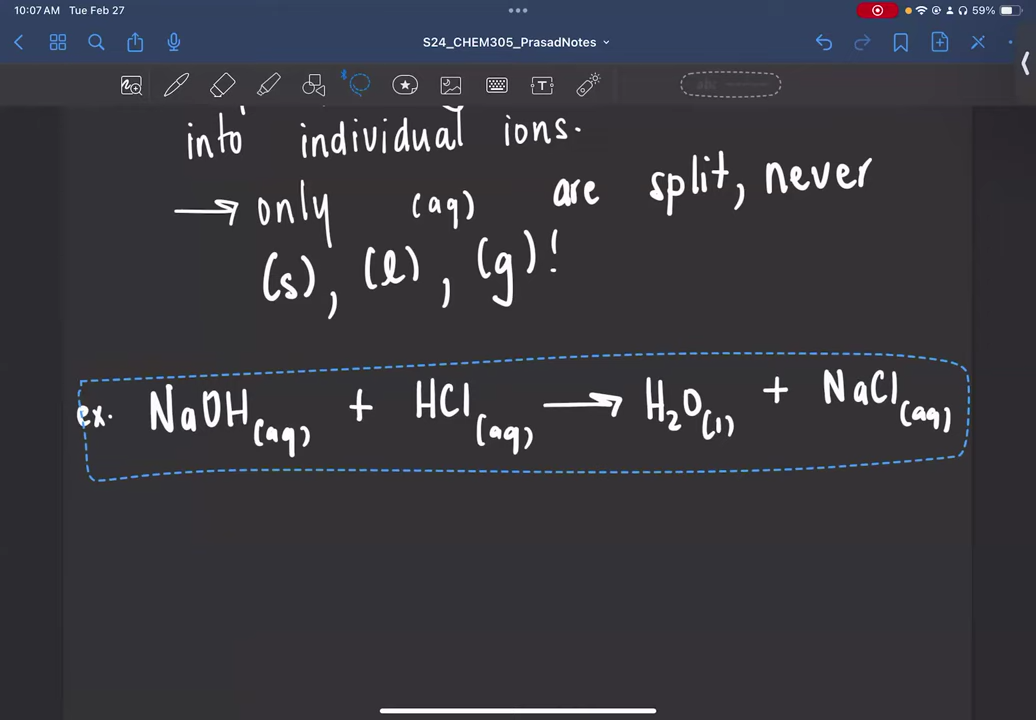 10:07 AM Tue Feb 27
59%
S24_CHEM305_PrasadNotes
into individual ions.
→ only (aq) are split, never
(s), (l), (g)!
ex. NaOH(aq) + HCl(aq) → H2O(l) + NaCl(aq)